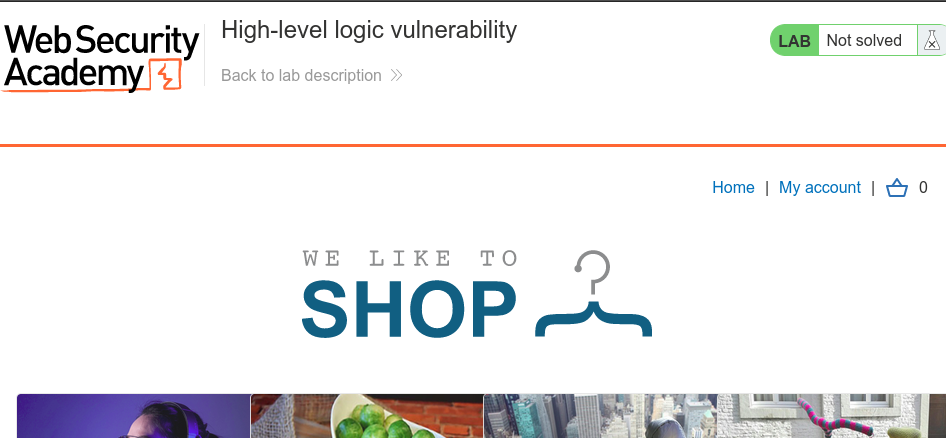 Web Security
Academy
High-level logic vulnerability
Back to lab description
LAB Not solved
Home | My account | 0
WE LIKE TO
SHOP